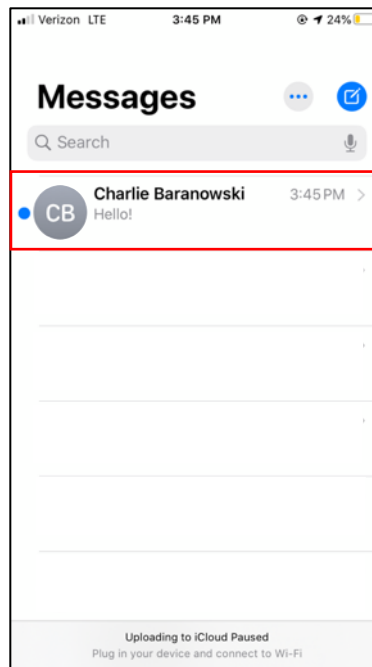 Verizon LTE 3:45 PM 24%
Messages
Search
Charlie Baranowski 3:45 PM
CB
Hello!
Uploading to iCloud Paused
Plug in your device and connect to Wi-Fi